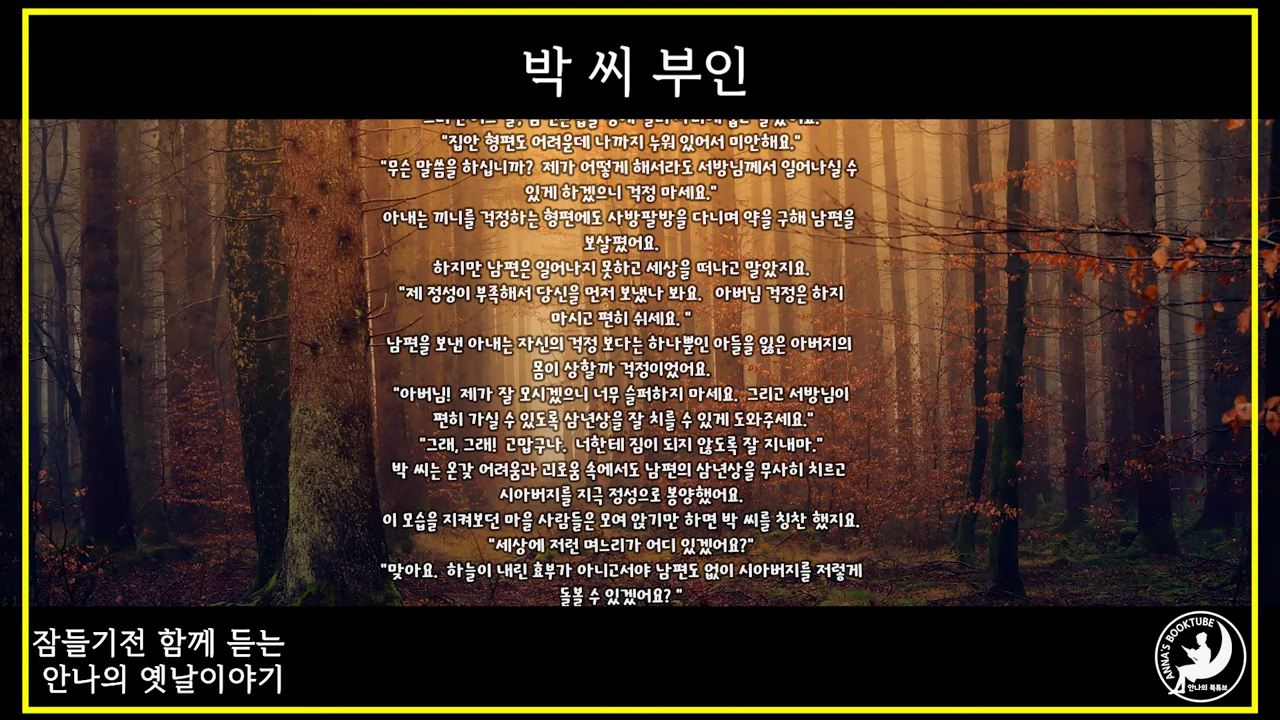 박 씨 부인
"집안 형편도 어려운데 나까지 누워 있어서 미안해요."
"무슨 말씀을 하십니까? 제가 어떻게 해서라도 서방님께서 일어나실 수
있게 하겠으니 걱정 마세요."
아내는 끼니를 걱정하는 형편에도 사방팔방을 다니며 약을 구해 남편을
보살폈어요.
하지만 남편은 일어나지 못하고 세상을 떠나고 말았지요.
"제 정성이 부족해서 당신을 먼저 보냈나 봐요. 아버님 걱정은 하지
마시고 편히 쉬세요. "
남편을 보낸 아내는 자신의 걱정 보다는 하나뿐인 아들을 잃은 아버지의
몸이 상할까 걱정이었어요.
"아버님! 제가 잘 모시겠으니 너무 슬퍼하지 마세요. 그리고 서방님이
편히 가실 수 있도록 삼년상을 잘 치를 수 있게 도와주세요."
"그래, 그래! 고맙구나. 너한테 짐이 되지 않도록 잘 지내마."
박 씨는 온갖 어려움과 괴로움 속에서도 남편의 삼년상을 무사히 치르고
시아버지를 지극 정성으로 봉양했어요.
이 모습을 지켜보던 마을 사람들은 모여 앉기만 하면 박 씨를 칭찬 했지요.
"세상에 저런 며느리가 어디 있겠어요?"
"맞아요. 하늘이 내린 효부가 아니고서야 남편도 없이 시아버지를 저렇게
돌볼 수 있겠어요? "
잠들기전 함께 듣는
안나의 옛날이야기
ANNA'S BOOKTUBE
안나의 북튜브